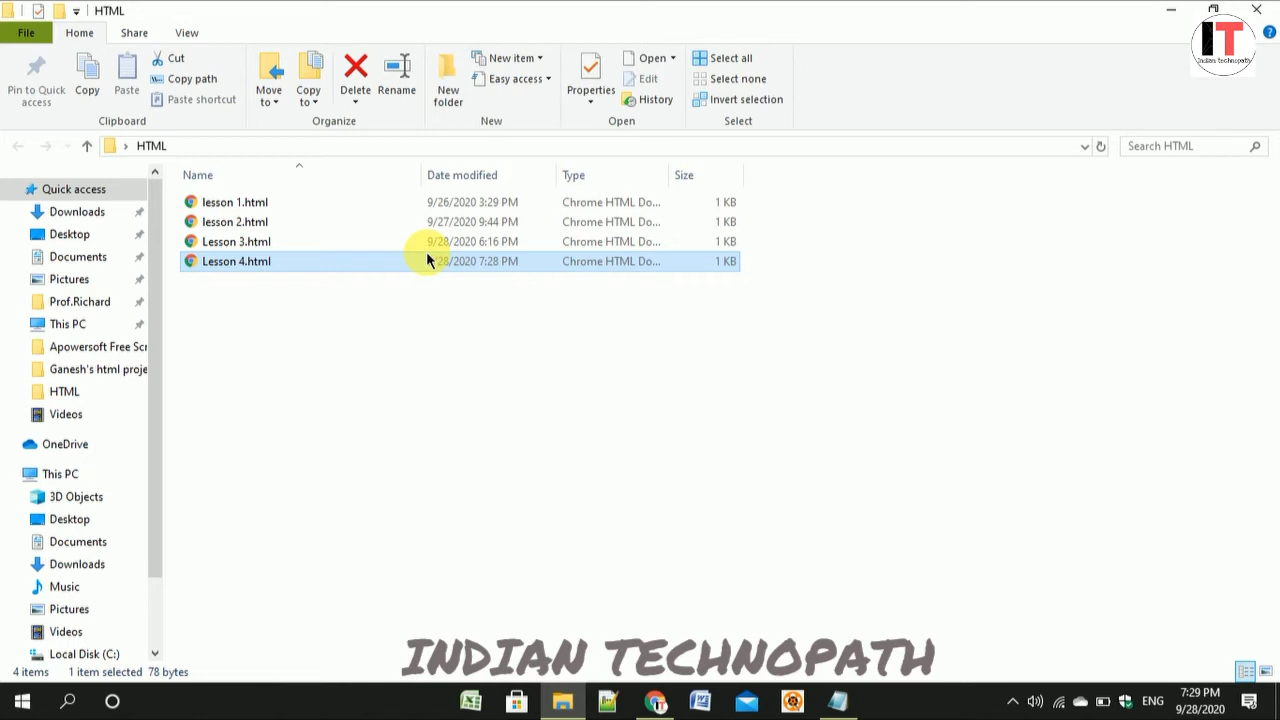 HTML
File Home Share View
IT
Indian technopath
Pin to Quick access
Copy
Paste
Cut
Copy path
Paste shortcut
Clipboard
Move to
Copy to
Delete
Rename
Organize
New folder
New item
Easy access
New
Properties
Open
Edit
History
Open
Select all
Select none
Invert selection
Select
HTML
Search HTML
Name Date modified Type Size
lesson 1.html 9/26/2020 3:29 PM Chrome HTML Do... 1 KB
lesson 2.html 9/27/2020 9:44 PM Chrome HTML Do... 1 KB
Lesson 3.html 9/28/2020 6:16 PM Chrome HTML Do... 1 KB
Lesson 4.html /28/2020 7:28 PM Chrome HTML Do... 1 KB
Quick access
Downloads
Desktop
Documents
Pictures
Prof.Richard
This PC
Apowersoft Free Scr
Ganesh's html proje
HTML
Videos
OneDrive
This PC
3D Objects
Desktop
Documents
Downloads
Music
Pictures
Videos
Local Disk (C:)
4 items 1 item selected 78 bytes
INDIAN TECHNOPATH
ENG
7:29 PM
9/28/2020